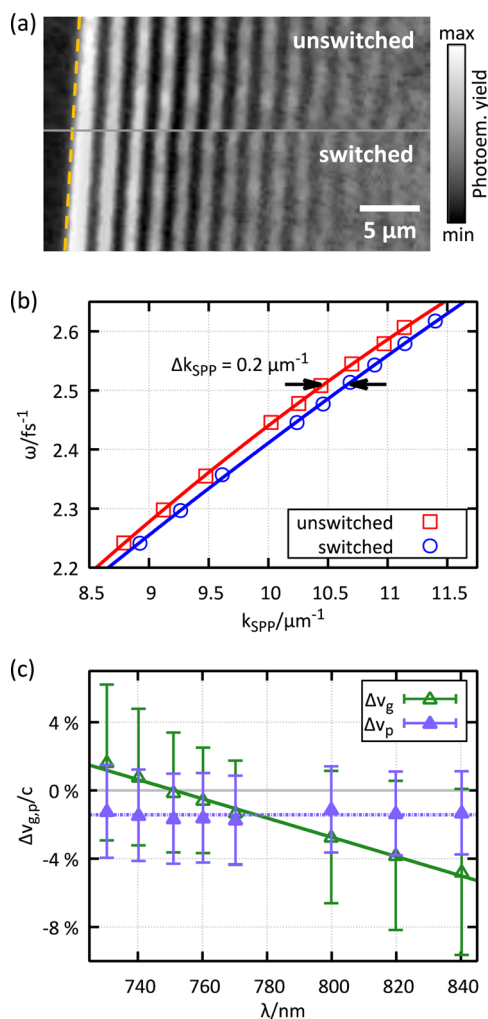 (a)
unswitched
switched
5 μm
max
Photoem. yield
min
(b)
2.6
2.5
2.4
2.3
2.2
ω/fs⁻¹
Δk_SPP = 0.2 μm⁻¹
unswitched
switched
8.5 9 9.5 10 10.5 11 11.5
k_SPP/μm⁻¹
(c)
4 %
0 %
-4 %
-8 %
Δv_g,p/c
Δv_g
Δv_p
740 760 780 800 820 840
λ/nm